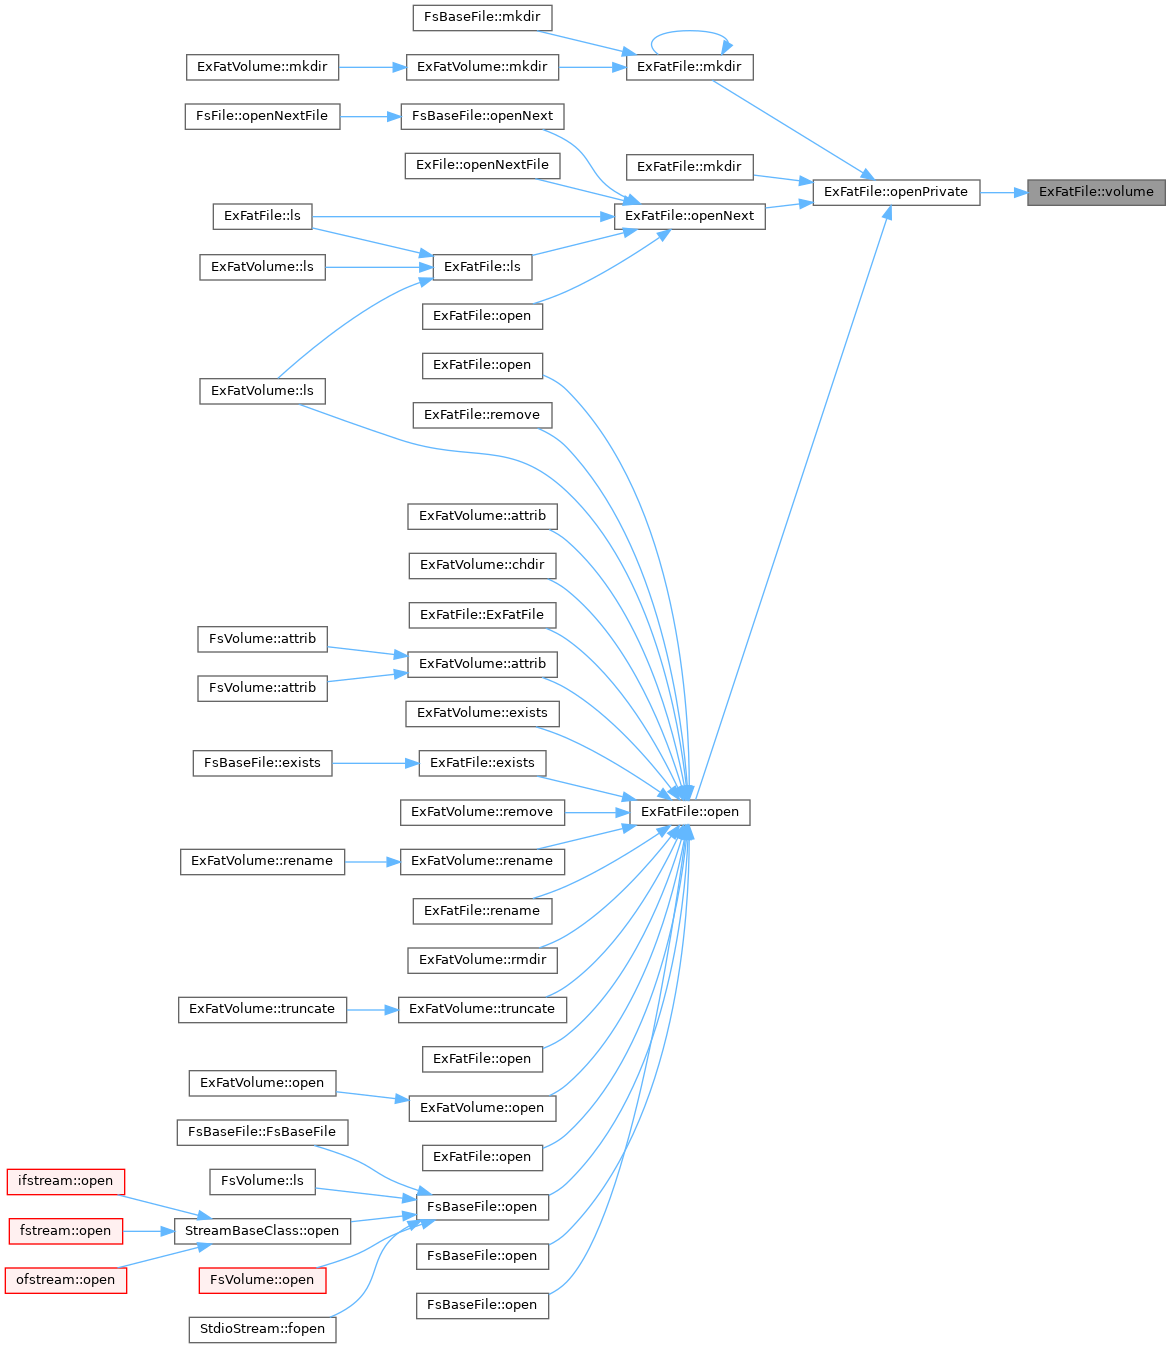 FsBaseFile::mkdir
ExFatVolume::mkdir
ExFatVolume::mkdir
ExFatFile::mkdir
FsFile::openNextFile
FsBaseFile::openNext
ExFile::openNextFile
ExFatFile::mkdir
ExFatFile::openPrivate
ExFatFile::volume
ExFatFile::ls
ExFatFile::openNext
ExFatVolume::ls
ExFatFile::ls
ExFatFile::open
ExFatFile::open
ExFatVolume::ls
ExFatFile::remove
ExFatVolume::attrib
ExFatVolume::chdir
ExFatFile::ExFatFile
FsVolume::attrib
ExFatVolume::attrib
FsVolume::attrib
ExFatVolume::exists
FsBaseFile::exists
ExFatFile::exists
ExFatVolume::remove
ExFatFile::open
ExFatVolume::rename
ExFatVolume::rename
ExFatFile::rename
ExFatVolume::rmdir
ExFatVolume::truncate
ExFatVolume::truncate
ExFatFile::open
ExFatVolume::open
ExFatVolume::open
FsBaseFile::FsBaseFile
ExFatFile::open
ifstream::open
FsVolume::ls
FsBaseFile::open
fstream::open
StreamBaseClass::open
FsBaseFile::open
ofstream::open
FsVolume::open
FsBaseFile::open
StdioStream::fopen